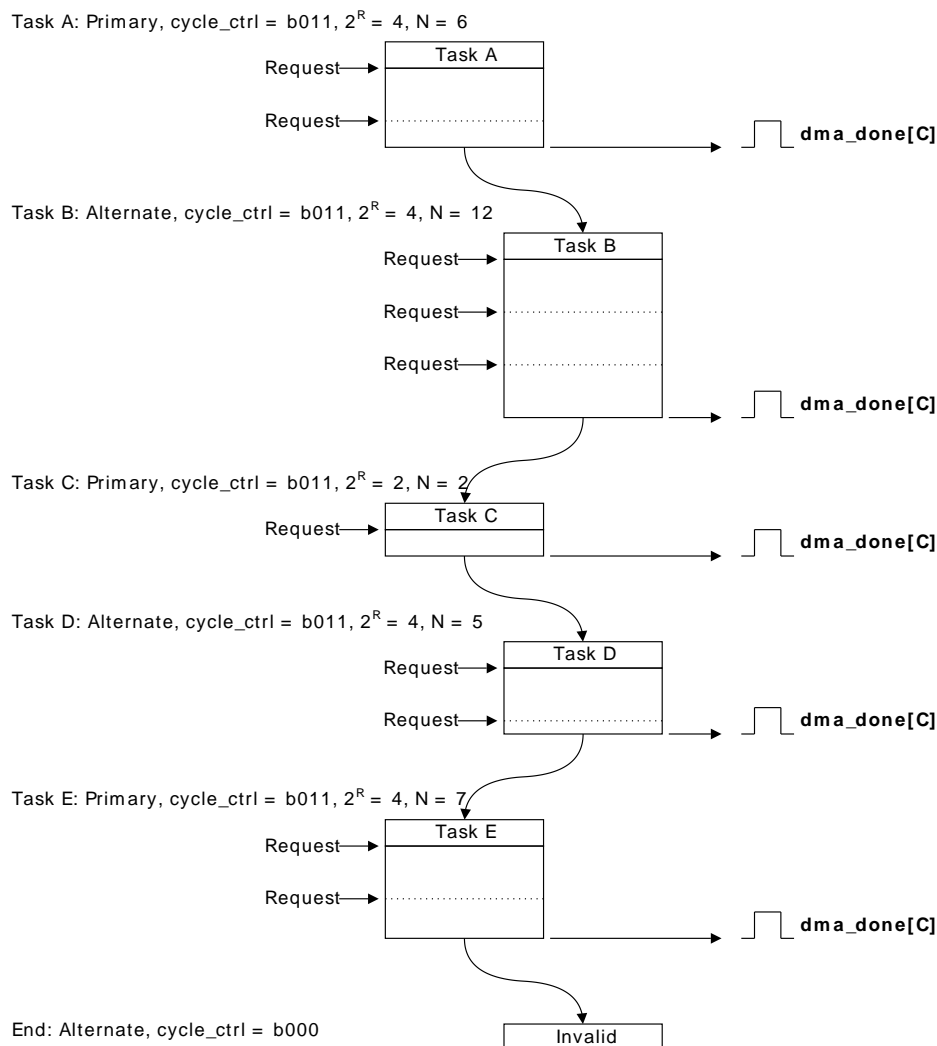 Task A: Primary, cycle_ctrl = b011, 2^R = 4, N = 6
Task A
Request
Request
dma_done[C]
Task B: Alternate, cycle_ctrl = b011, 2^R = 4, N = 12
Task B
Request
Request
Request
dma_done[C]
Task C: Primary, cycle_ctrl = b011, 2^R = 2, N = 2
Task C
Request
dma_done[C]
Task D: Alternate, cycle_ctrl = b011, 2^R = 4, N = 5
Task D
Request
Request
dma_done[C]
Task E: Primary, cycle_ctrl = b011, 2^R = 4, N = 7
Task E
Request
Request
dma_done[C]
End: Alternate, cycle_ctrl = b000
Invalid